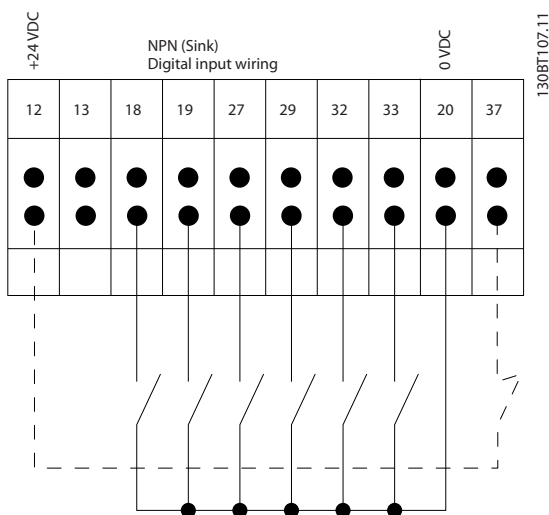 +24 VDC
NPN (Sink)
Digital input wiring
0 VDC
130BT107.11
12 13 18 19 27 29 32 33 20 37